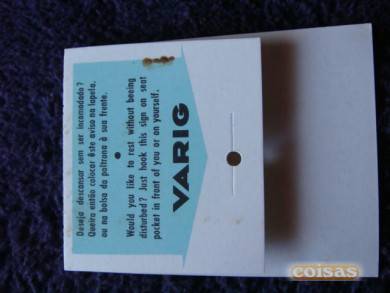 Deseja descansar sem ser incomodado?
Queira então colocar êste aviso na lapela,
ou na bolsa da poltrona à sua frente.
Would you like to rest without beeing
disturbed? Just hook this sign on seat
pocket in front of you or on yourself.
VARIG
coisas